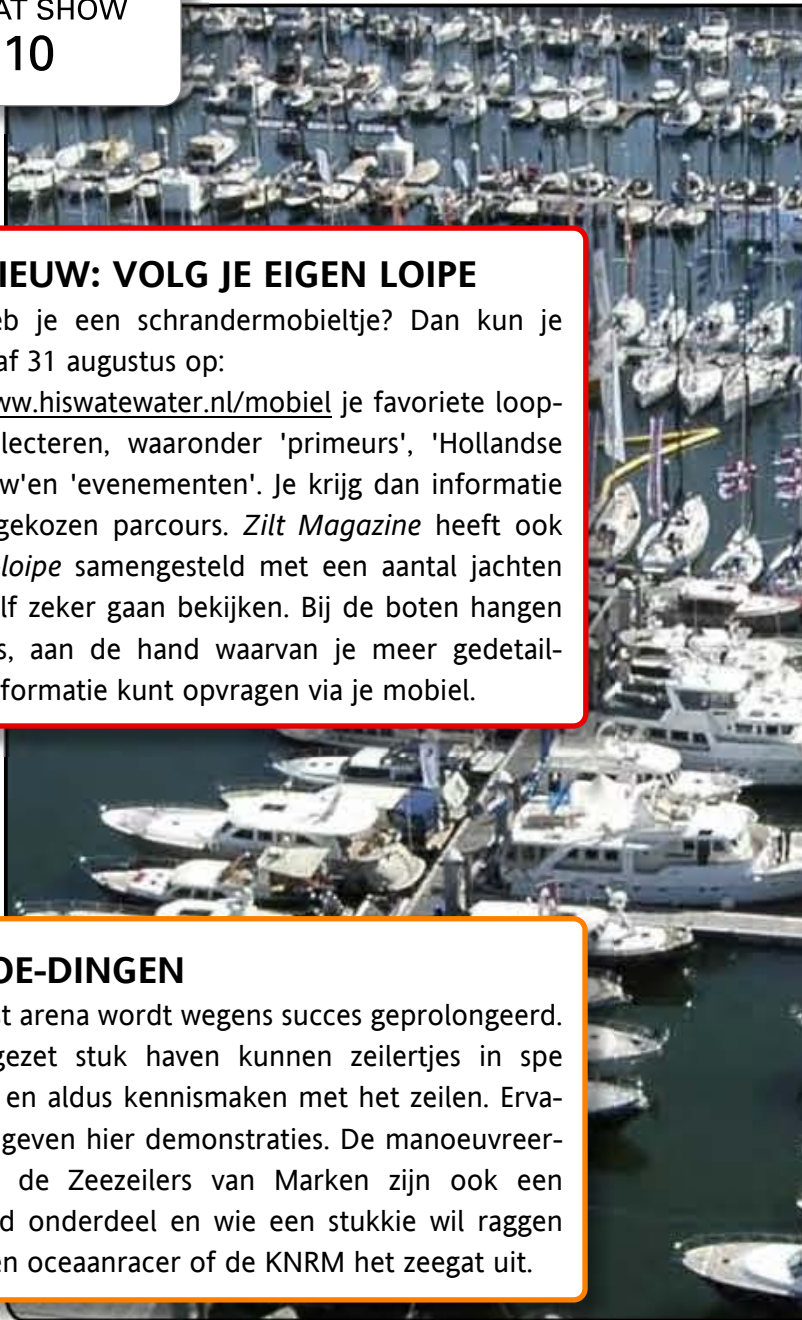 AT SHOW
10
IEUW: VOLG JE EIGEN LOIPE
eb je een schrandermobieltje? Dan kun je
af 31 augustus op:
ww.hiswatewater.nl/mobiel je favoriete loop-
lecteren, waaronder 'primeurs', 'Hollandse
w'en 'evenementen'. Je krijg dan informatie
gekozen parcours. Zilt Magazine heeft ook
loipe samengesteld met een aantal jachten
lf zeker gaan bekijken. Bij de boten hangen
s, aan de hand waarvan je meer gedetail-
formatie kunt opvragen via je mobiel.
OE-DINGEN
st arena wordt wegens succes geprolongeerd.
gezet stuk haven kunnen zeilertjes in spe
en aldus kennismaken met het zeilen. Erva-
geven hier demonstraties. De manoeuvreer-
de Zeezeilers van Marken zijn ook een
d onderdeel en wie een stukkie wil raggen
en oceaanracer of de KNRM het zeegat uit.